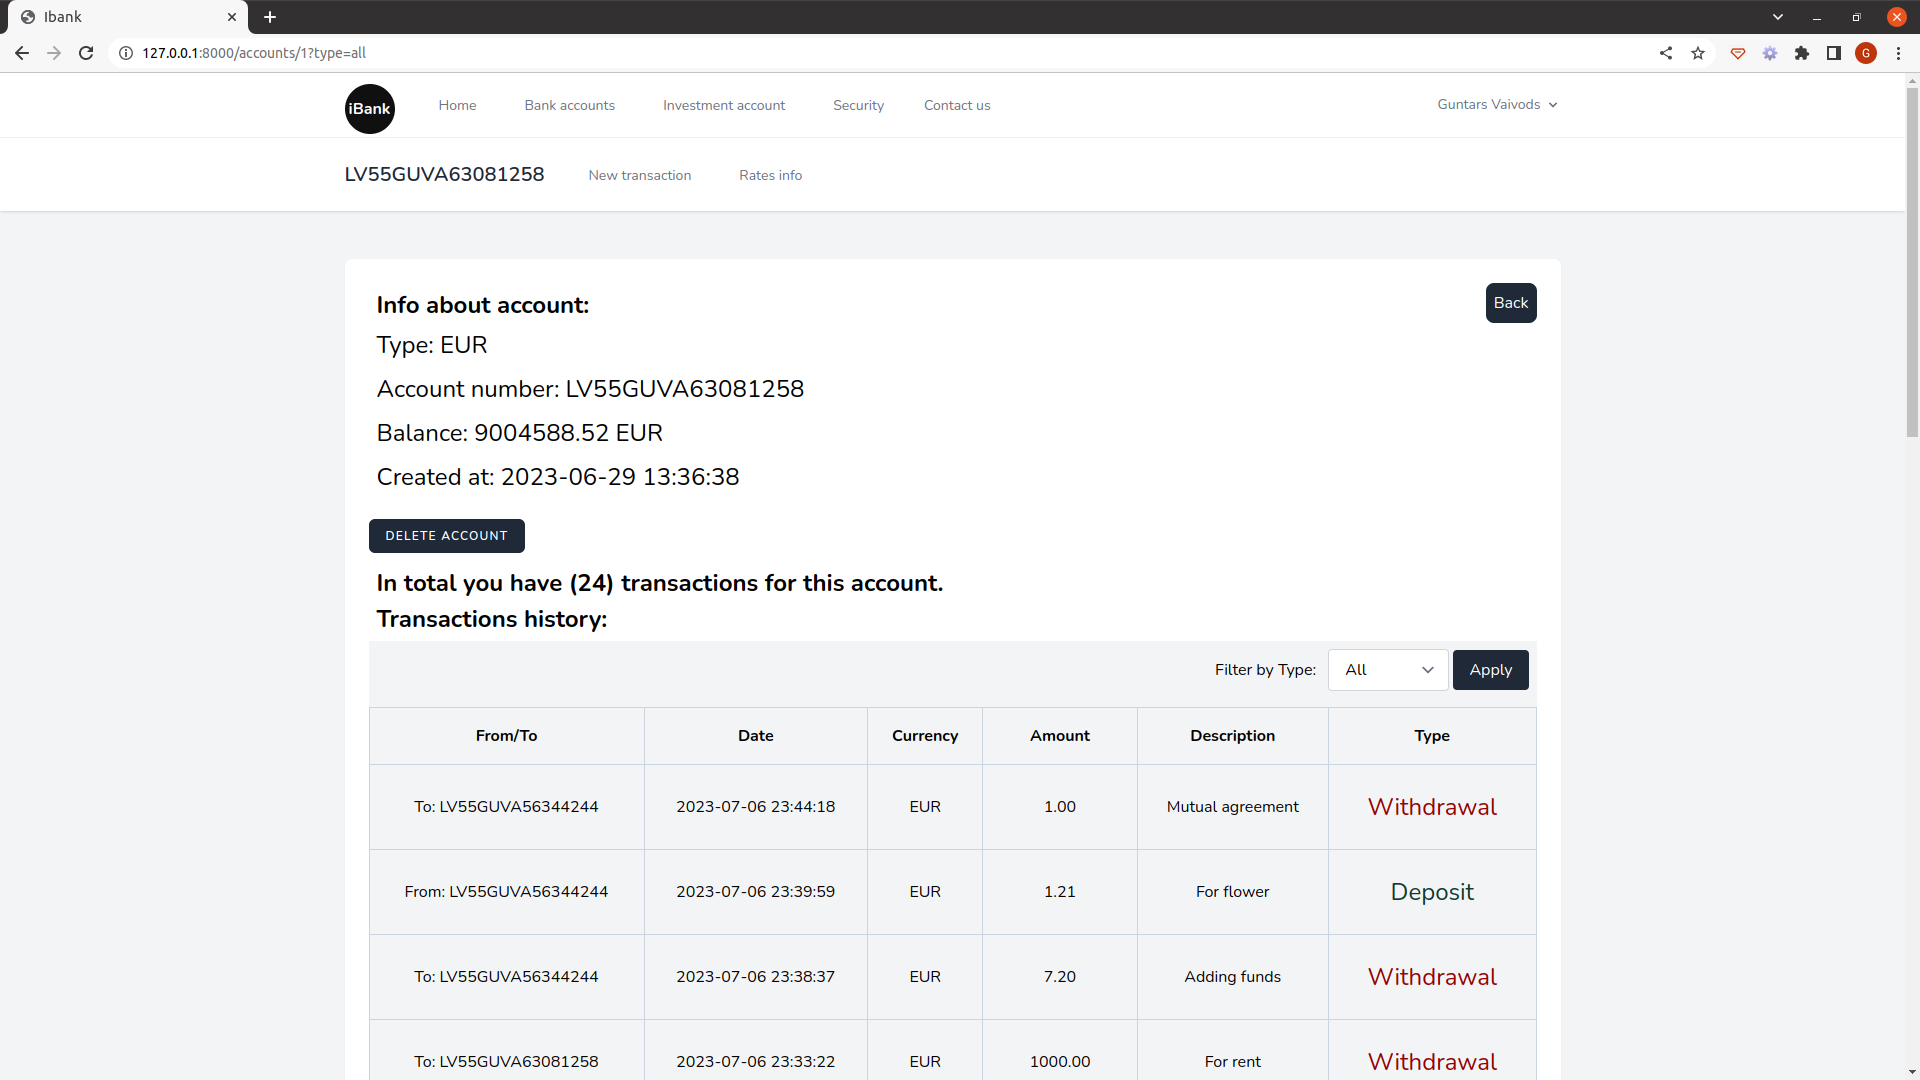 Ibank
127.0.0.1:8000/accounts/1?type=all
G
iBank Home Bank accounts Investment account Security Contact us Guntars Vaivods
LV55GUVA63081258 New transaction Rates info
Info about account:
Back
Type: EUR
Account number: LV55GUVA63081258
Balance: 9004588.52 EUR
Created at: 2023-06-29 13:36:38
DELETE ACCOUNT
In total you have (24) transactions for this account.
Transactions history:
Filter by Type: All Apply
From/To Date Currency Amount Description Type
To: LV55GUVA56344244 2023-07-06 23:44:18 EUR 1.00 Mutual agreement Withdrawal
From: LV55GUVA56344244 2023-07-06 23:39:59 EUR 1.21 For flower Deposit
To: LV55GUVA56344244 2023-07-06 23:38:37 EUR 7.20 Adding funds Withdrawal
To: LV55GUVA63081258 2023-07-06 23:33:22 EUR 1000.00 For rent Withdrawal